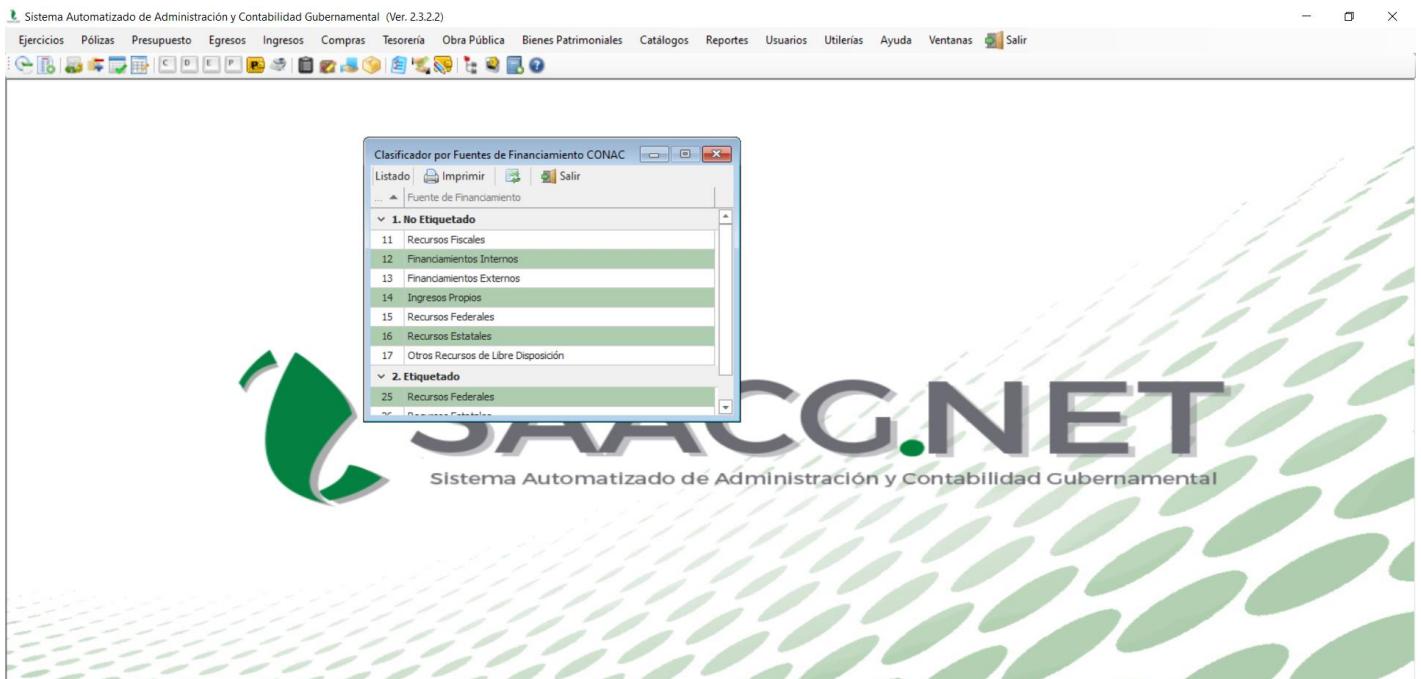 Sistema Automatizado de Administración y Contabilidad Gubernamental (Ver. 2.3.2.2)
Ejercicios Pólizas Presupuesto Egresos Ingresos Compras Tesorería Obra Pública Bienes Patrimoniales Catálogos Reportes Usuarios Utilerías Ayuda Ventanas Salir
C D E P P
Clasificador por Fuentes de Financiamiento CONAC
Listado Imprimir Salir
... Fuente de Financiamiento
1. No Etiquetado
11 Recursos Fiscales
12 Financiamientos Internos
13 Financiamientos Externos
14 Ingresos Propios
15 Recursos Federales
16 Recursos Estatales
17 Otros Recursos de Libre Disposición
2. Etiquetado
25 Recursos Federales
SAACG.NET
Sistema Automatizado de Administración y Contabilidad Gubernamental